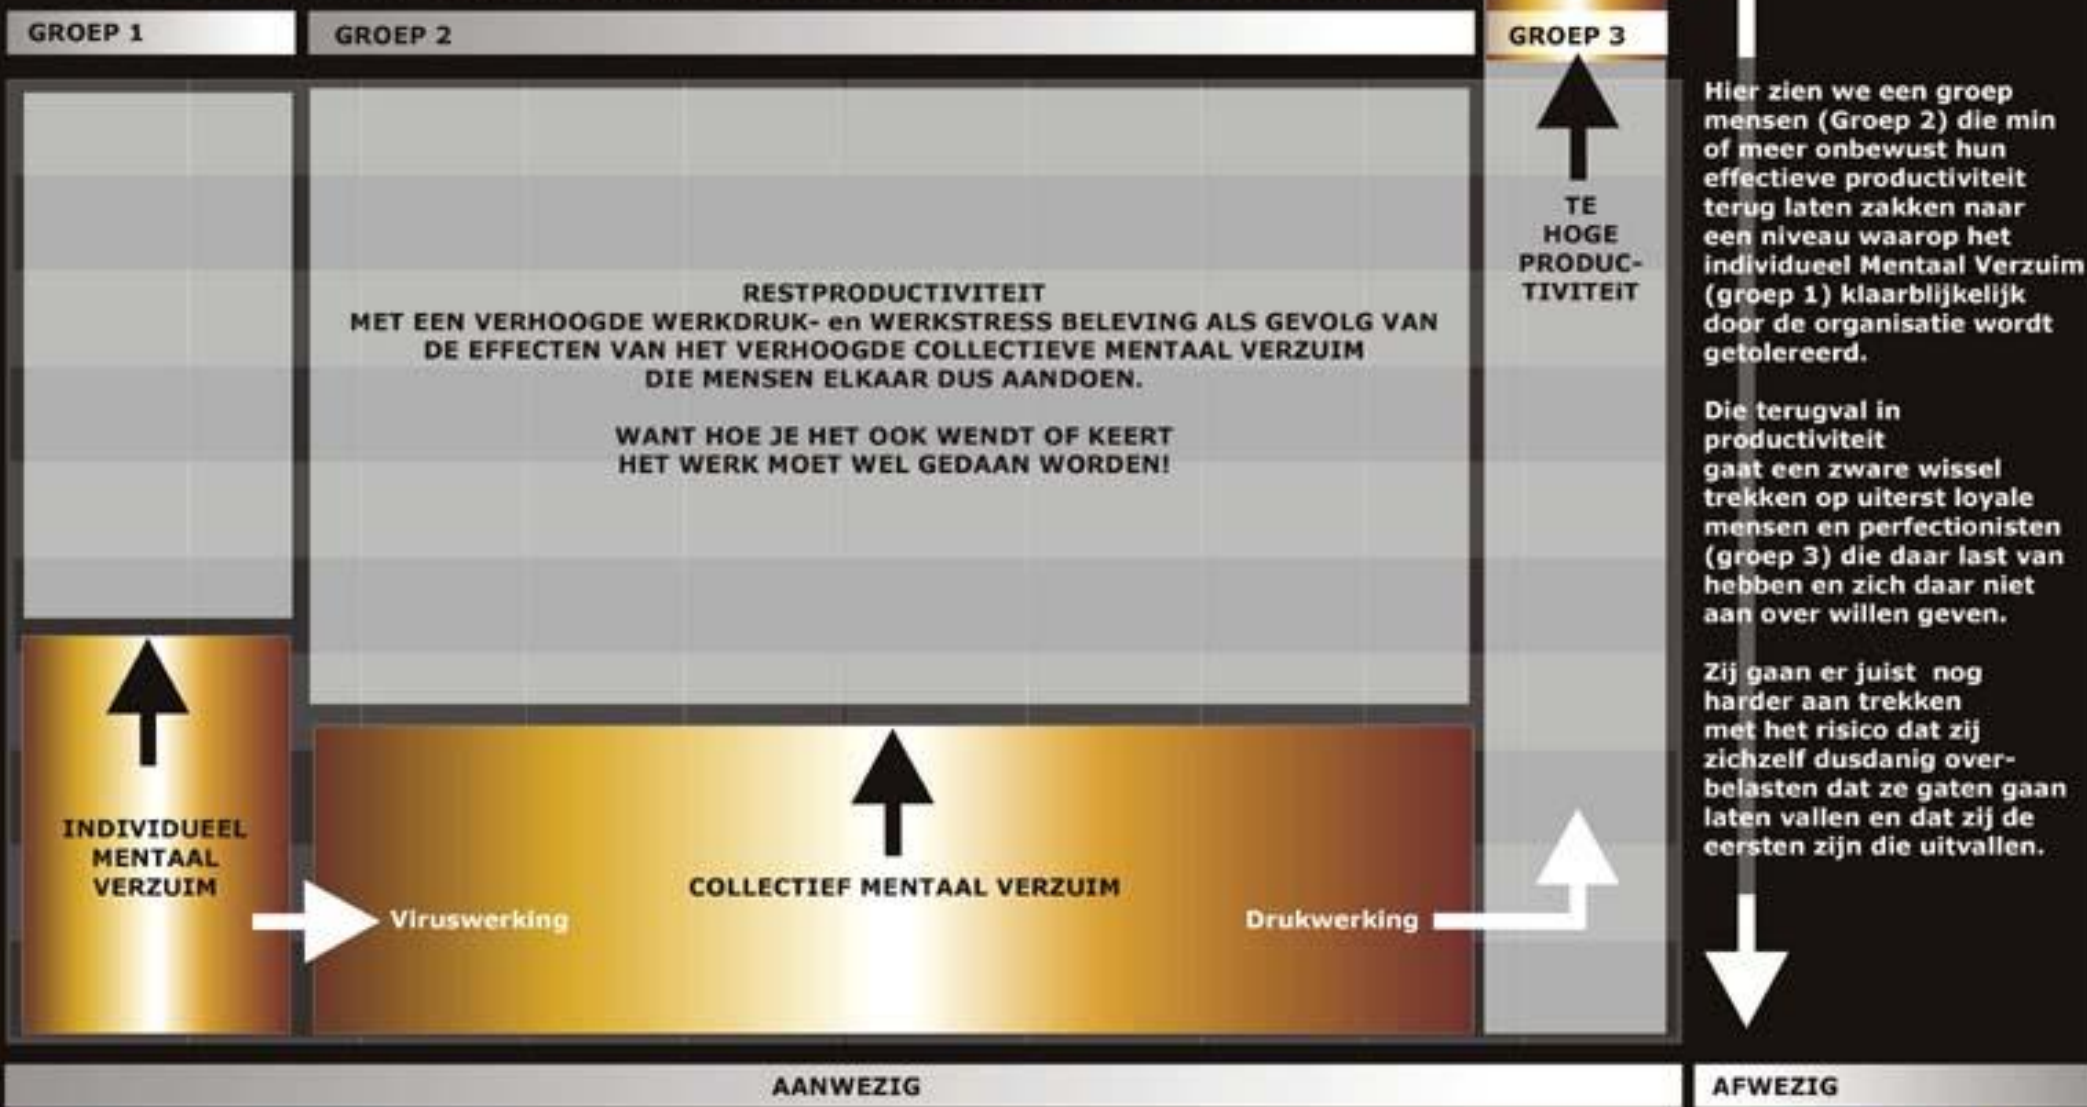 GROEP 1
GROEP 2
GROEP 3
TE
HOGE
PRODUC-
TIVITEiT
RESTPRODUCTIVITEIT
MET EEN VERHOOGDE WERKDRUK- en WERKSTRESS BELEVING ALS GEVOLG VAN
DE EFFECTEN VAN HET VERHOOGDE COLLECTIEVE MENTAAL VERZUIM
DIE MENSEN ELKAAR DUS AANDOEN.
WANT HOE JE HET OOK WENDT OF KEERT
HET WERK MOET WEL GEDAAN WORDEN!
INDIVIDUEEL
MENTAAL
VERZUIM
Viruswerking
COLLECTIEF MENTAAL VERZUIM
Drukwerking
Hier zien we een groep
mensen (Groep 2) die min
of meer onbewust hun
effectieve productiviteit
terug laten zakken naar
een niveau waarop het
individueel Mentaal Verzuim
(groep 1) klaarblijkelijk
door de organisatie wordt
getolereerd.
Die terugval in
productiviteit
gaat een zware wissel
trekken op uiterst loyale
mensen en perfectionisten
(groep 3) die daar last van
hebben en zich daar niet
aan over willen geven.
Zij gaan er juist nog
harder aan trekken
met het risico dat zij
zichzelf dusdanig over-
belasten dat ze gaten gaan
laten vallen en dat zij de
eersten zijn die uitvallen.
AANWEZIG
AFWEZIG